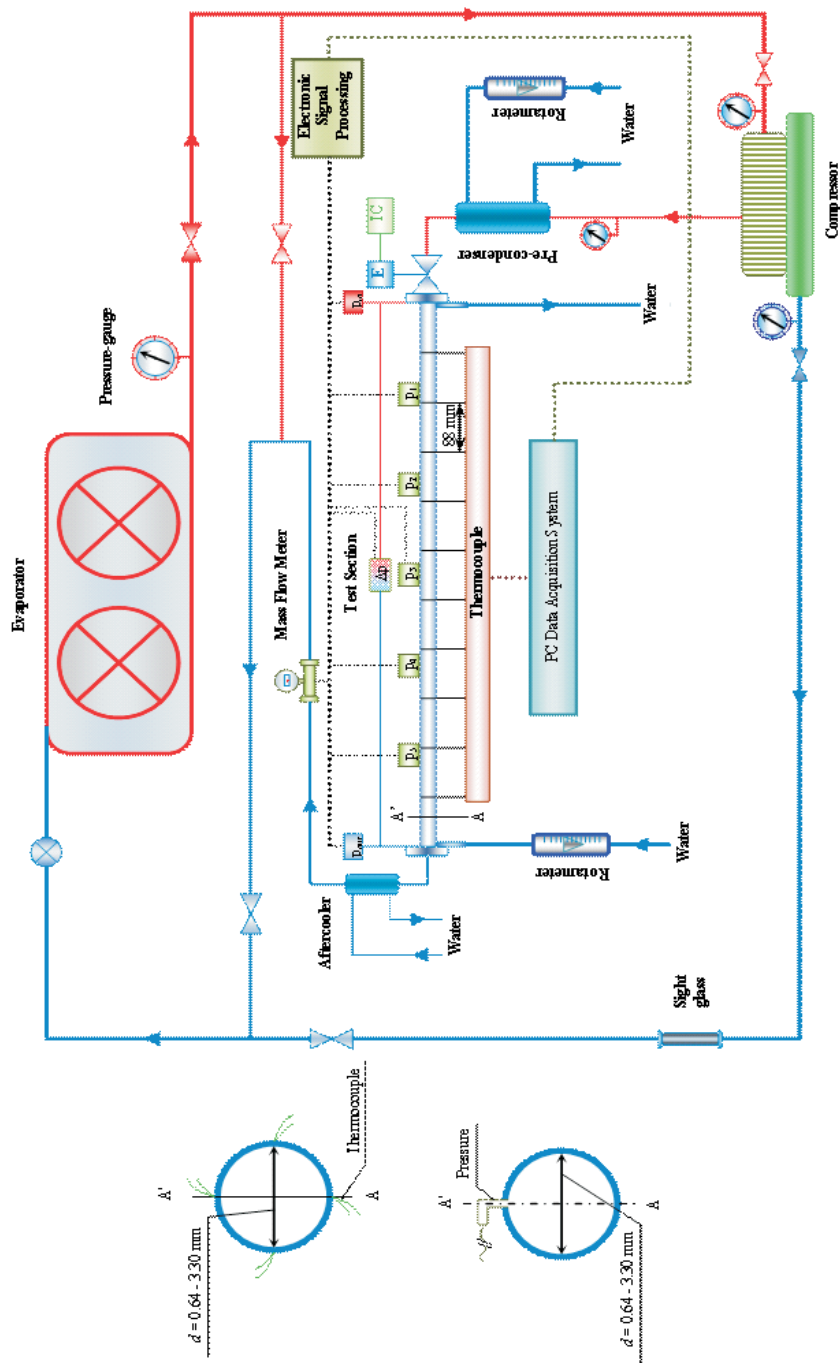 Evaporator
Pressure-gauge
Electronic
Signal
Processing
Rotameter
Water
Mass Flow Meter
Test Section
IC
E
Pre-condenser
Compressor
Δp
pout
p5
p4
p3
p2
p1
88 mm
Thermocouple
PC Data Acquisition System
Water
A'
A
Aftercooler
Water
Rotameter
Water
Sight
glass
A'
A
Thermocouple
d = 0.64 - 3.30 mm
Pressure
A'
A
d = 0.64 - 3.30 mm